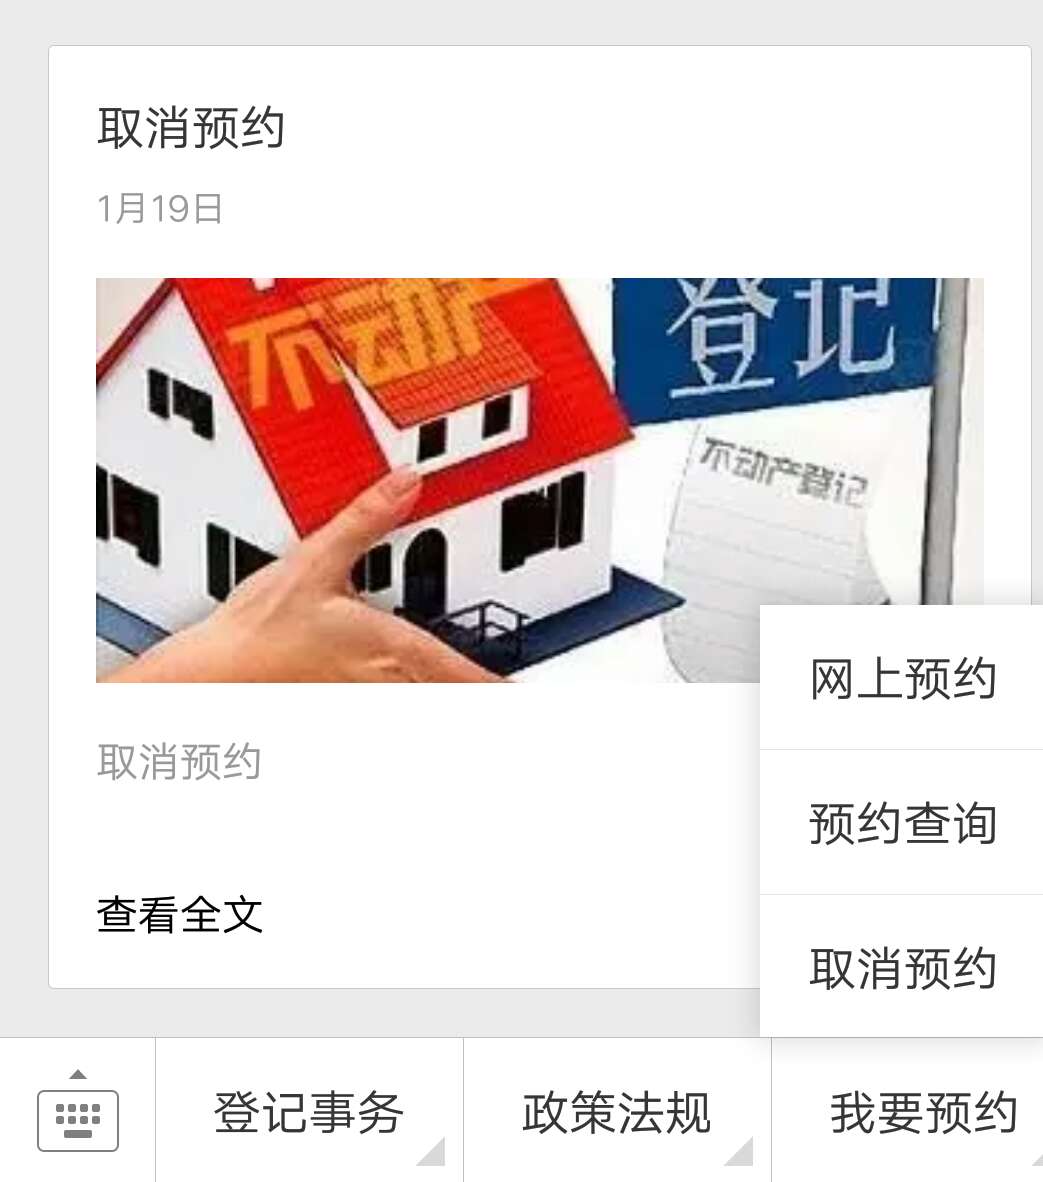 取消预约
1月19日
不动产
登记
不动产登记
取消预约
查看全文
网上预约
预约查询
取消预约
登记事务
政策法规
我要预约